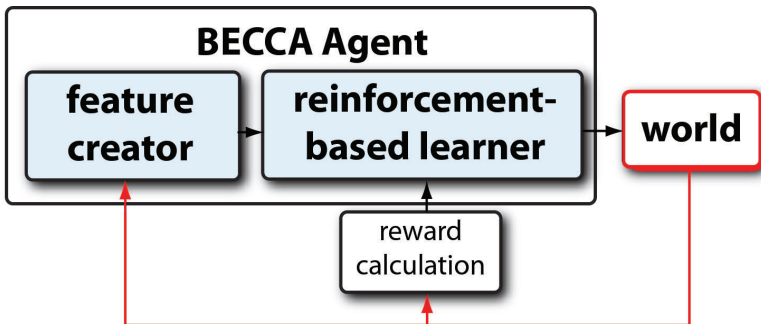 BECCA Agent
feature
creator
reinforcement-
based learner
world
reward
calculation